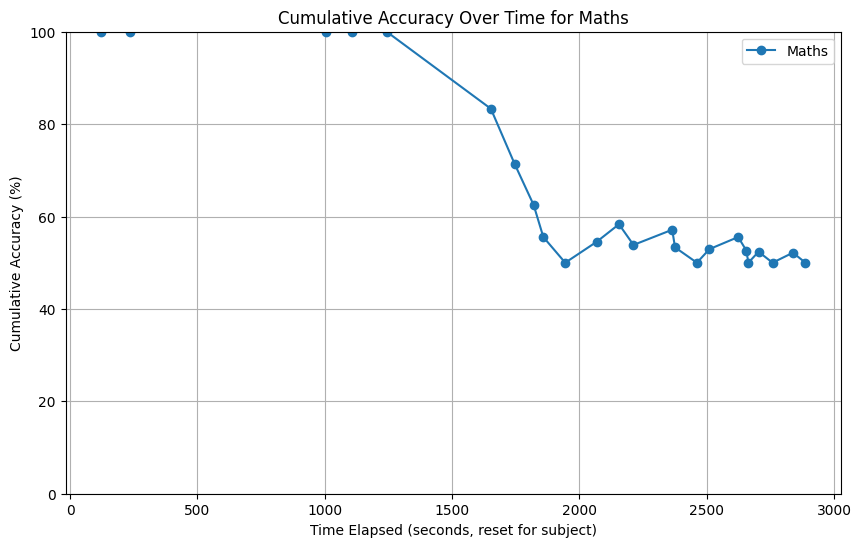 Cumulative Accuracy Over Time for Maths
100
80
60
40
20
0
Cumulative Accuracy (%)
Maths
0 500 1000 1500 2000 2500 3000
Time Elapsed (seconds, reset for subject)